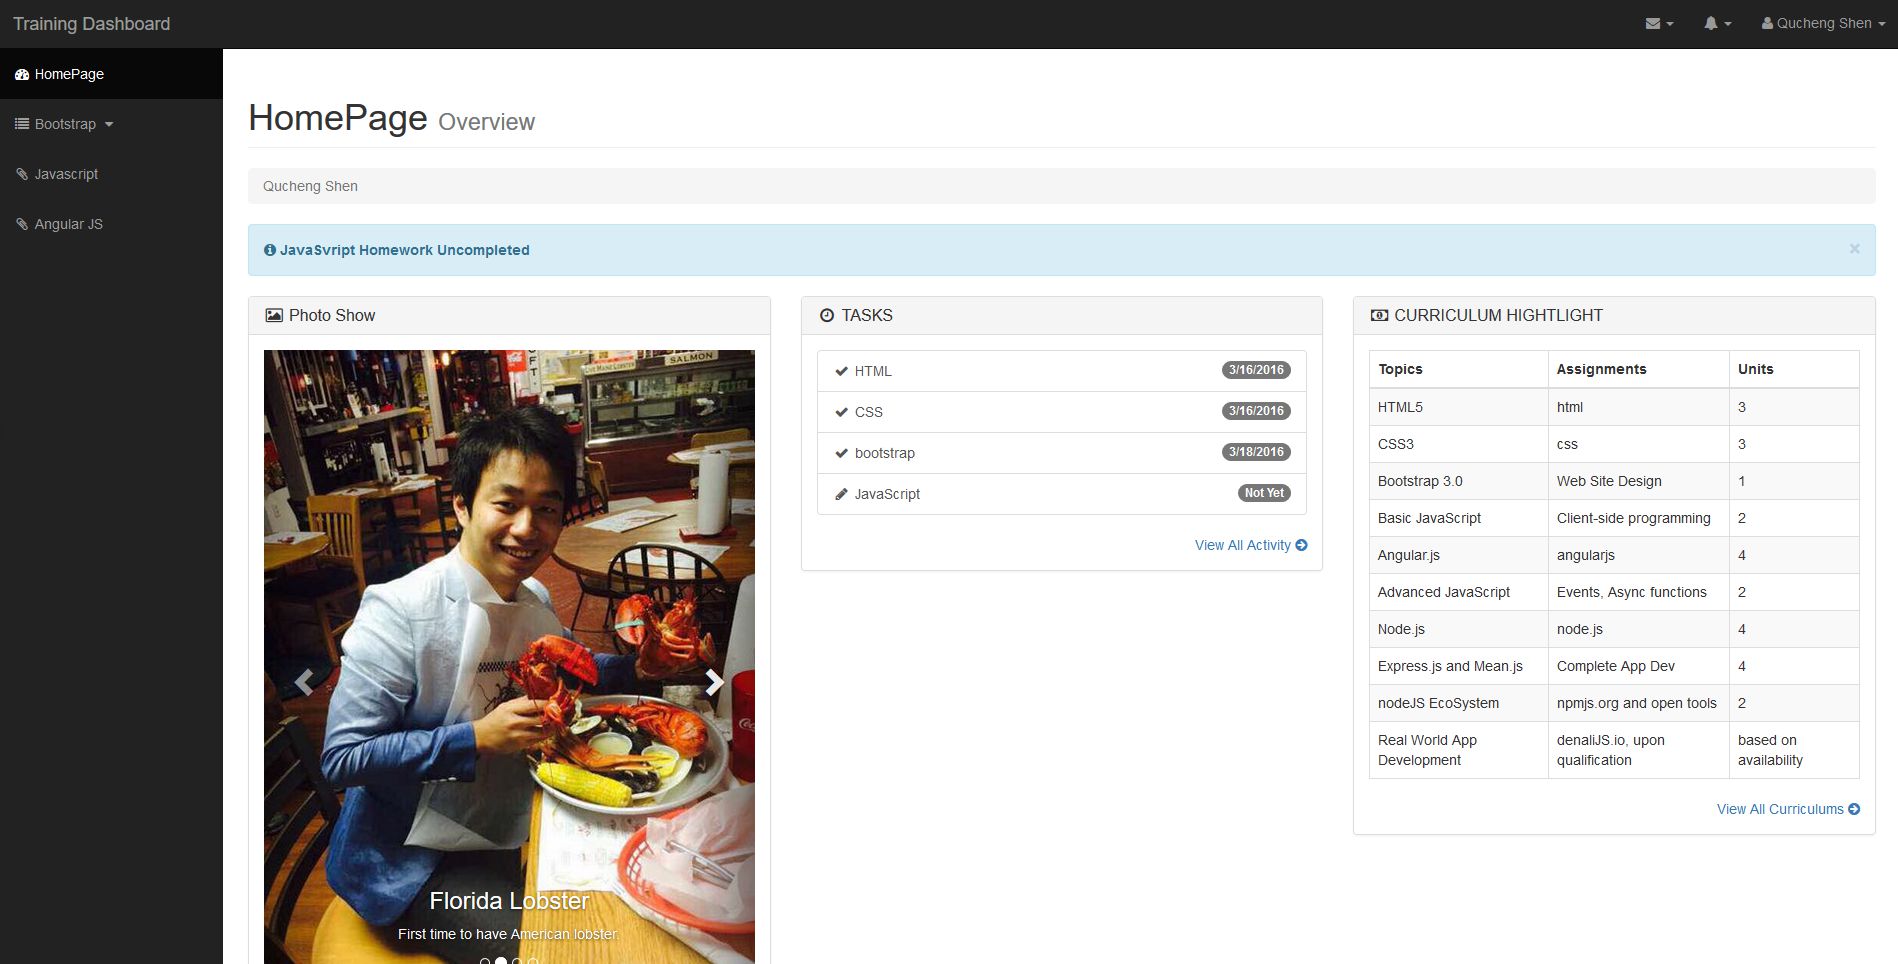 Training Dashboard
Qucheng Shen
HomePage
Bootstrap
Javascript
Angular JS
HomePage Overview
Qucheng Shen
JavaSvript Homework Uncompleted
×
Photo Show
SALMON
LIVE MAINE LOBSTER
Florida Lobster
First time to have American lobster.
TASKS
HTML 3/16/2016
CSS 3/16/2016
bootstrap 3/18/2016
JavaScript Not Yet
View All Activity
CURRICULUM HIGHTLIGHT
Topics Assignments Units
HTML5 html 3
CSS3 css 3
Bootstrap 3.0 Web Site Design 1
Basic JavaScript Client-side programming 2
Angular.js angularjs 4
Advanced JavaScript Events, Async functions 2
Node.js node.js 4
Express.js and Mean.js Complete App Dev 4
nodeJS EcoSystem npmjs.org and open tools 2
Real World App denaliJS.io, upon based on
Development qualification availability
View All Curriculums